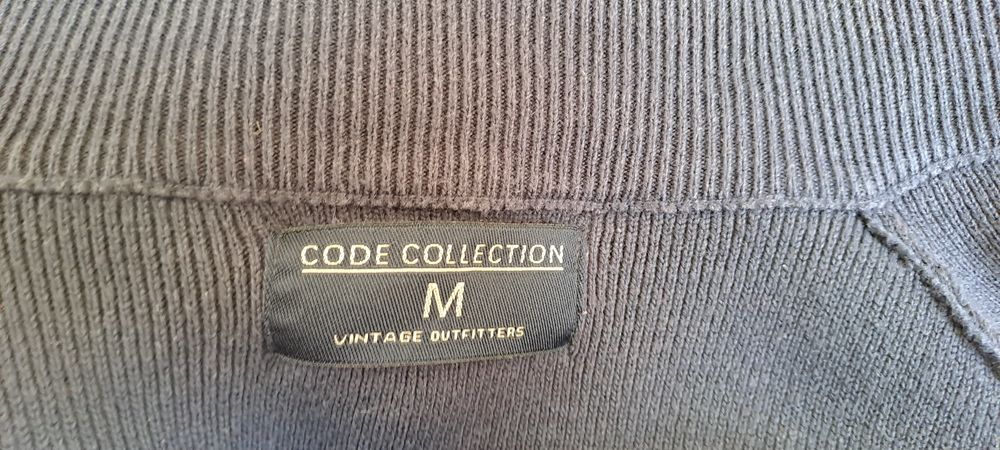 CODE COLLECTION
M
VINTAGE OUTFITTERS